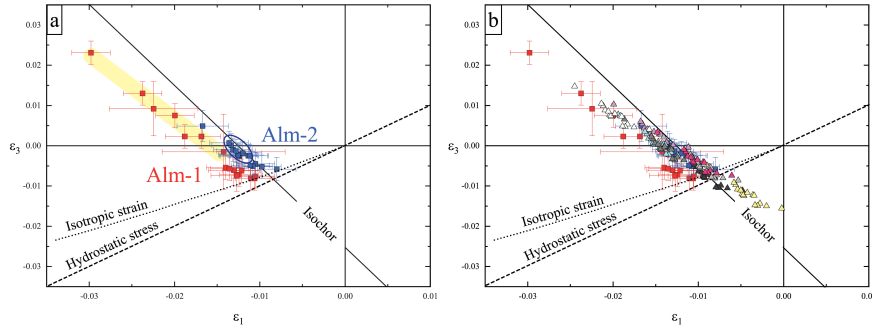 a
0.03
0.02
0.01
0.00
-0.01
-0.02
-0.03
ε3
Alm-2
Alm-1
Isotropic strain
Hydrostatic stress
Isochor
-0.03
-0.02
-0.01
0.00
0.01
ε1
b
0.03
0.02
0.01
0.00
-0.01
-0.02
-0.03
ε3
Isotropic strain
Hydrostatic stress
Isochor
-0.03
-0.02
-0.01
0.00
0.01
ε1